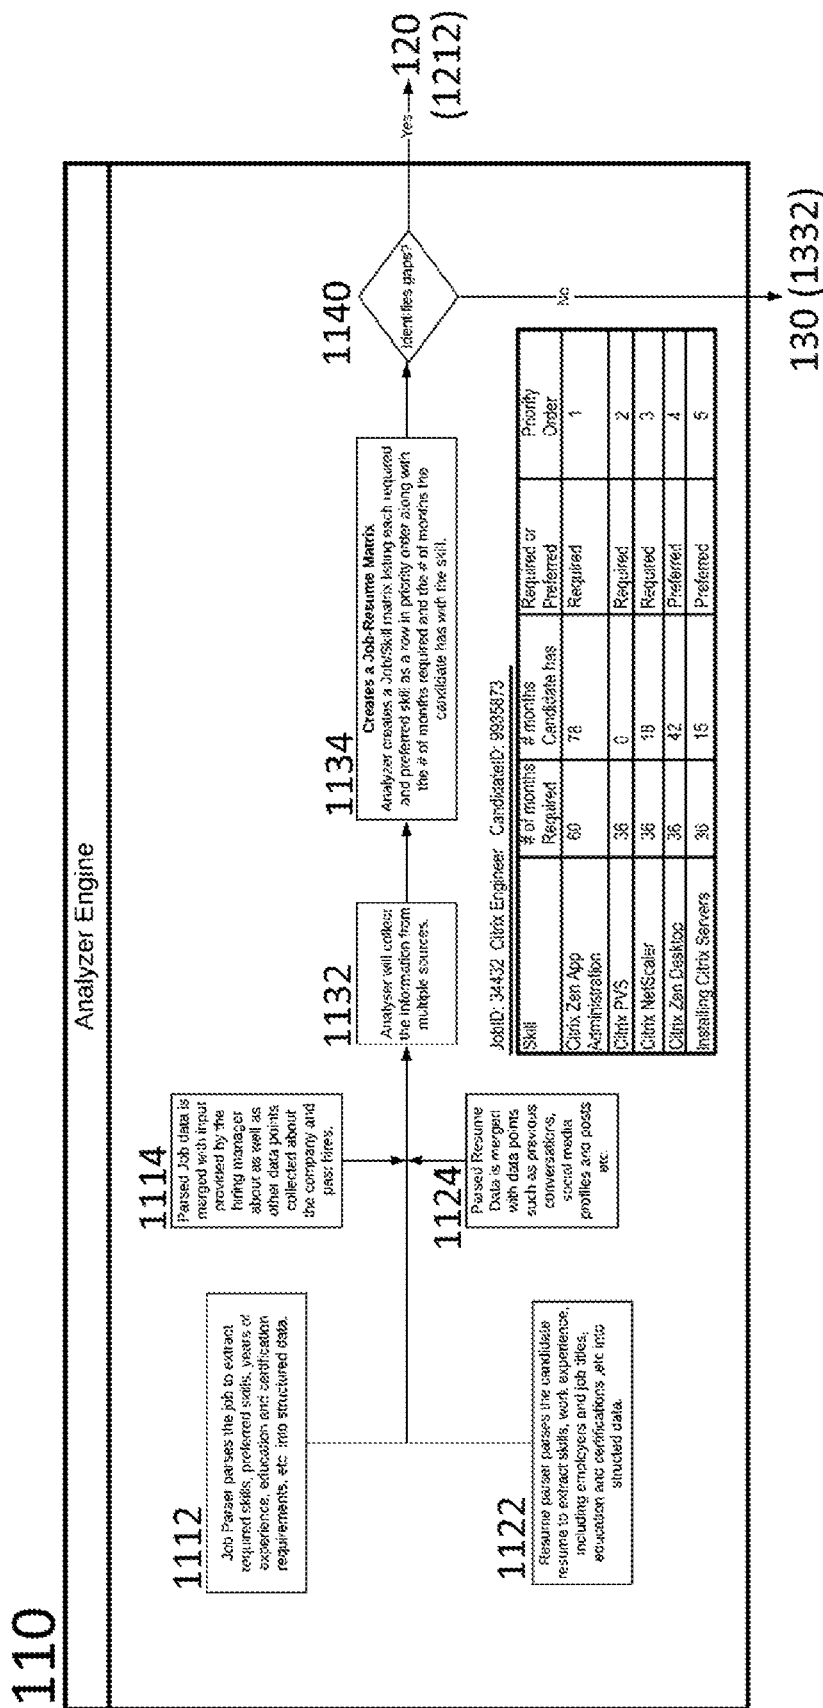 110
Analyzer Engine
1112
Job Parser parses the job to extract
required skills, preferred skills, years of
experience, education and certification
requirements, etc into structured data.
1122
Resume parser parses the candidate
resume to extract skills, work experience,
including employers and job titles,
education and certifications ,etc into
structed data.
1114
Parsed Job data is
merged with input
provided by the
hiring manager
about as well as
other data points
collected about
the company and
past hires.
1124
Parsed Resume
Data is merged
with data points
such as previous
conversations,
social media
profiles and posts
etc.
1132
Analyser will collect
the information from
multiple sources.
1134
Creates a Job-Resume Matrix
Analyzer creates a Job/Skill matrix listing each required
and preferred skill as a row in priority order along with
the # of months required and the # of months the
candidate has with the skill.
1140
Identifies gaps?
Yes
120
(1212)
No
130 (1332)
JobID: 34432 Citrix Engineer CandidateID: 9935873
Skill # of months Required # months Candidate has Required or Preferred Priority Order
Citrix Zen App Administration 60 78 Required 1
Citrix PVS 36 0 Required 2
Citrix NetScaler 36 18 Required 3
Citrix Zen Desktop 36 42 Preferred 4
Installing Citrix Servers 36 Preferred 5